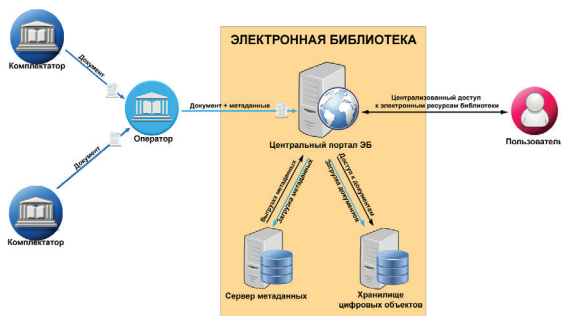 ЭЛЕКТРОННАЯ БИБЛИОТЕКА
Комплектатор
Документ
Оператор
Документ + метаданные
Документ
Комплектатор
Центральный портал ЭБ
Централизованный доступ
к электронным ресурсам библиотеки
Пользователь
Выгрузка метаданных
Загрузка метаданных
Доступ к документам
Загрузка документов
Сервер метаданных
Хранилище
цифровых объектов